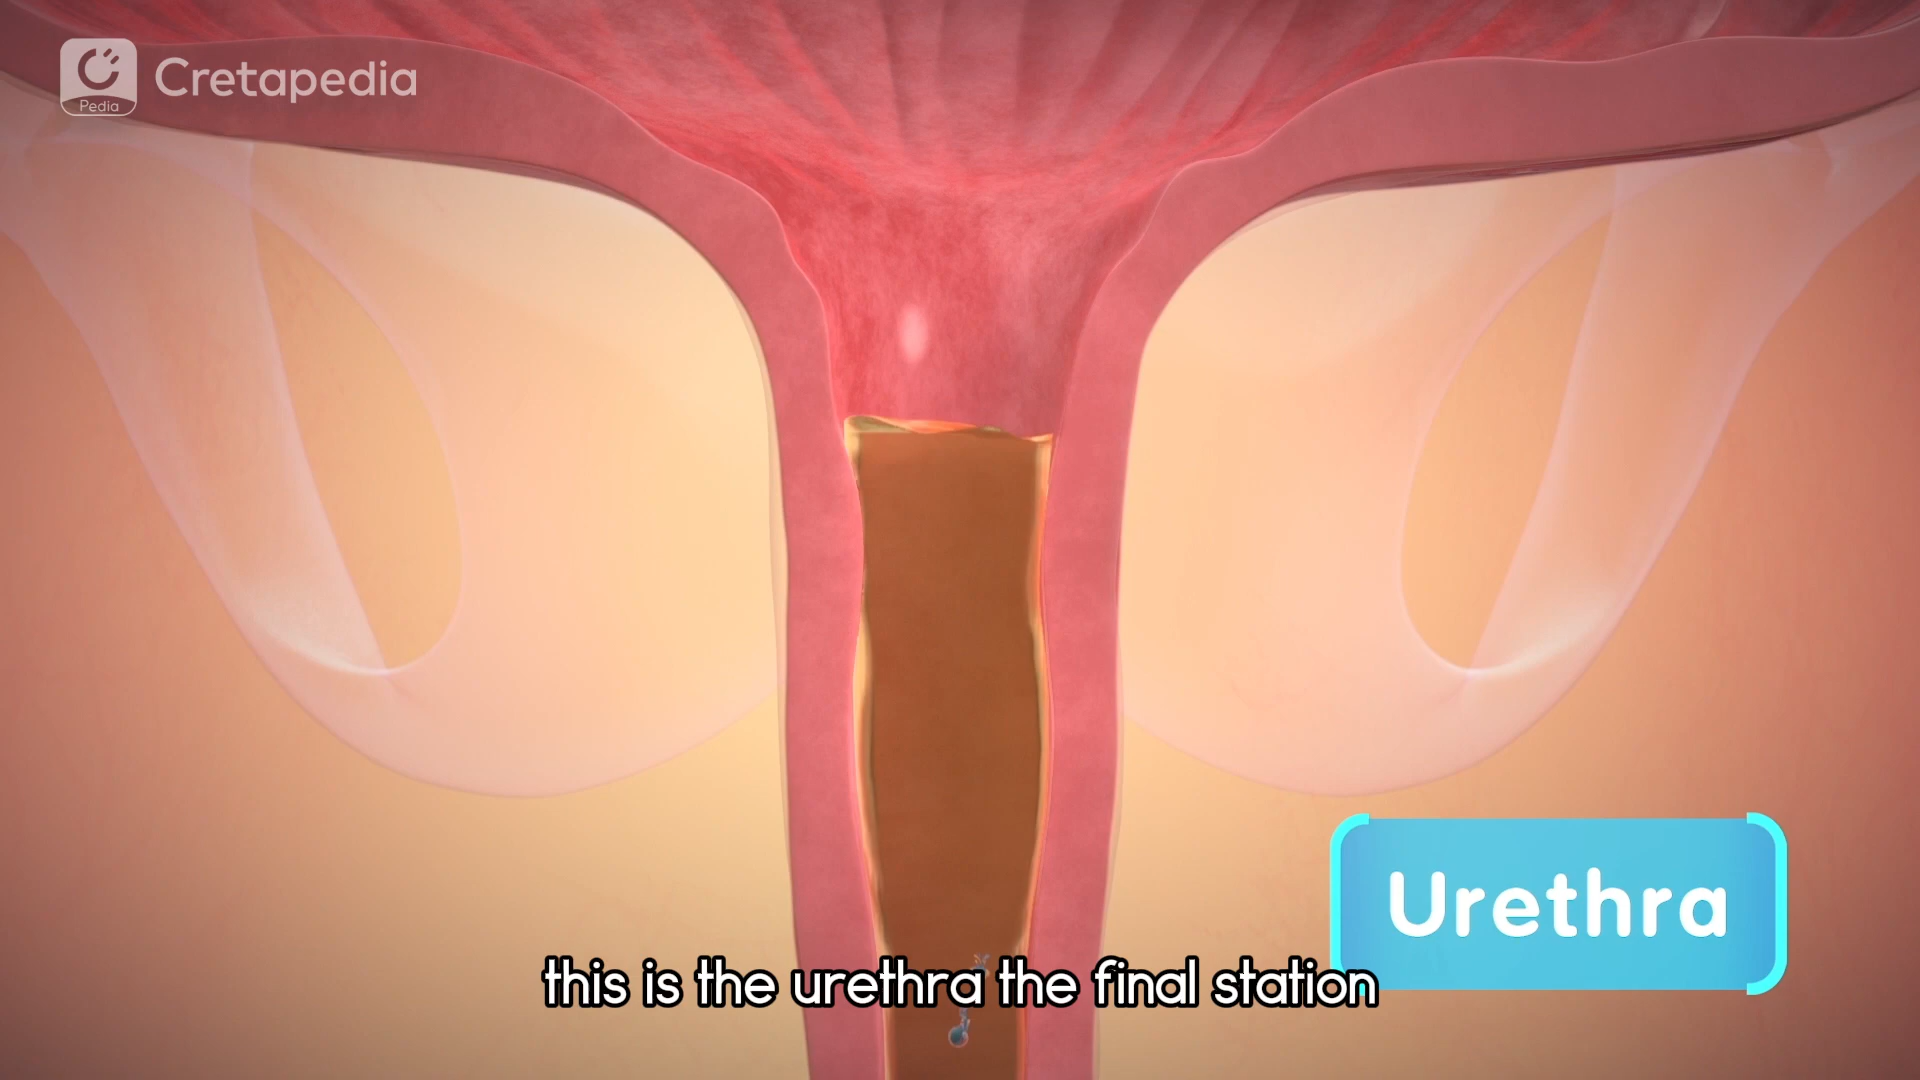 Cretapedia
Pedia
Urethra
this is the urethra the final station